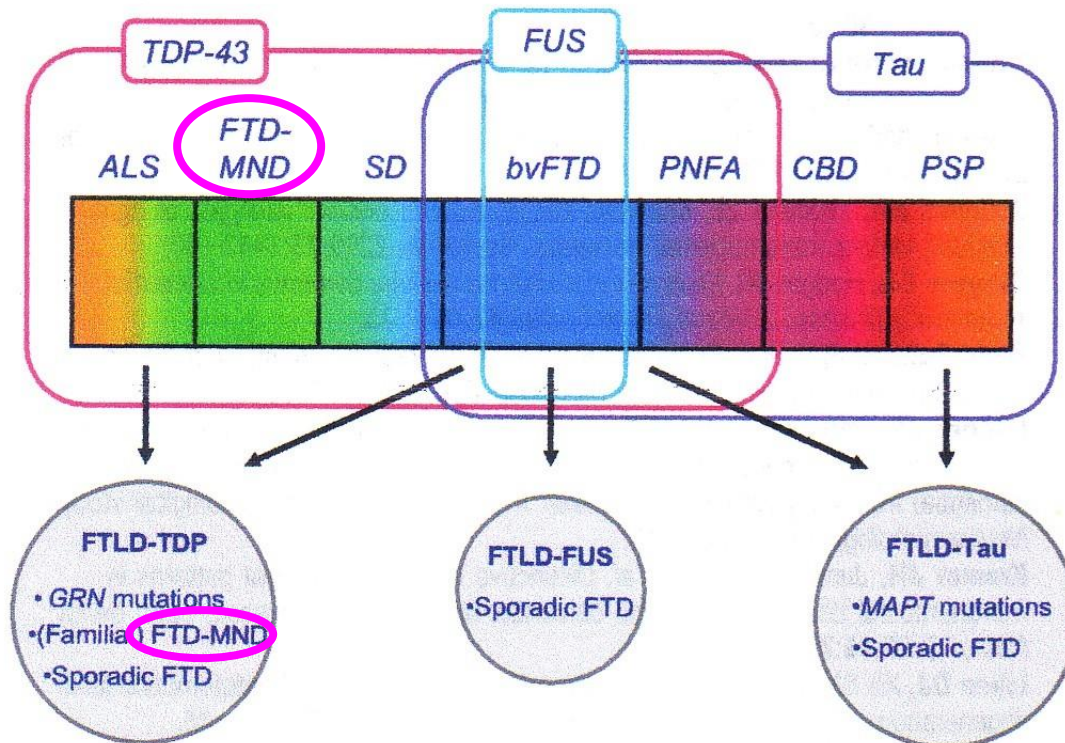 TDP-43
FUS
Tau
ALS
FTD-
MND
SD
bvFTD
PNFA
CBD
PSP
FTLD-TDP
• GRN mutations
•(Familial) FTD-MND
•Sporadic FTD
FTLD-FUS
•Sporadic FTD
FTLD-Tau
•MAPT mutations
•Sporadic FTD